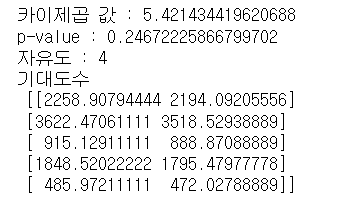 카이제곱 값 : 5.421434419620688
p-value : 0.24672225866799702
자유도 : 4
기대도수
[[2258.90794444 2194.09205556]
[3622.47061111 3518.52938889]
[ 915.12911111  888.87088889]
[1848.52022222 1795.47977778]
[ 485.97211111  472.02788889]]